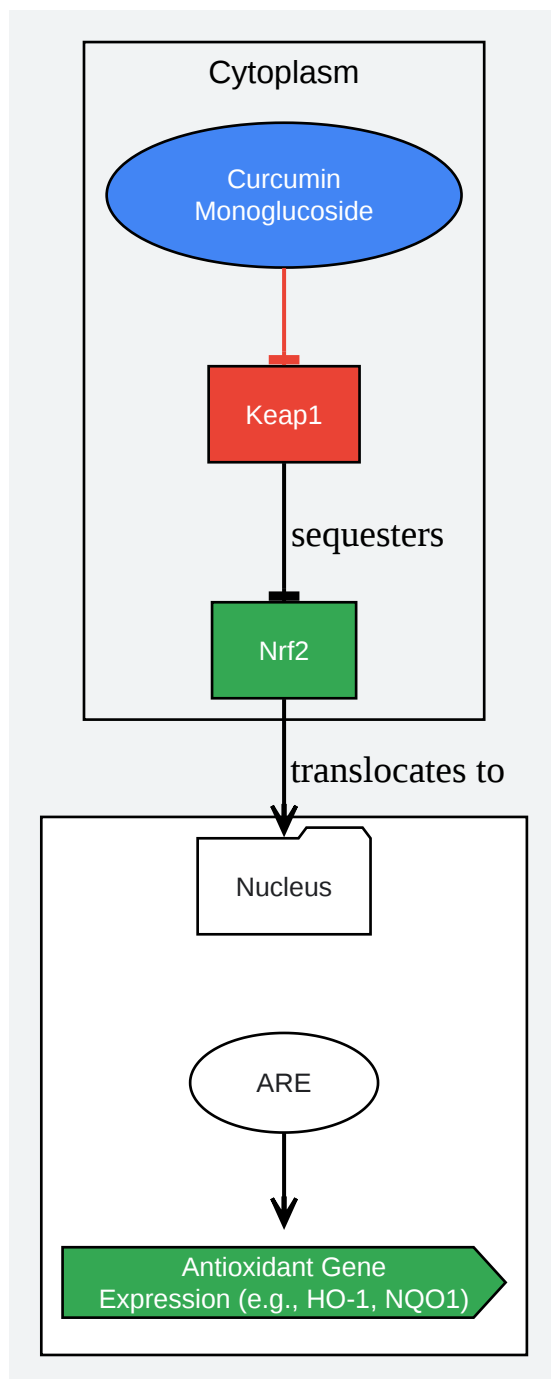 Cytoplasm
Curcumin
Monoglucoside
Keap1
sequesters
Nrf2
translocates to
Nucleus
ARE
Antioxidant Gene
Expression (e.g., HO-1, NQO1)